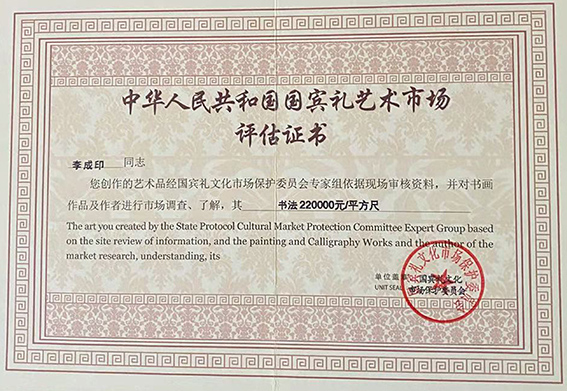 中华人民共和国国宾礼艺术市场
评估证书
李成印 同志
您创作的艺术品经国宾礼文化市场保护委员会专家组依据现场审核资料，并对书画
作品及作者进行市场调查、了解，其 书法220000元/平方尺
The art you created by the State Protocol Cultural Market Protection Committee Expert Group based
on the site review of information, and the painting and Calligraphy Works and the author of the
market research, understanding, its
单位盖章
UNIT SEAL
国宾礼文化
市场保护委员会